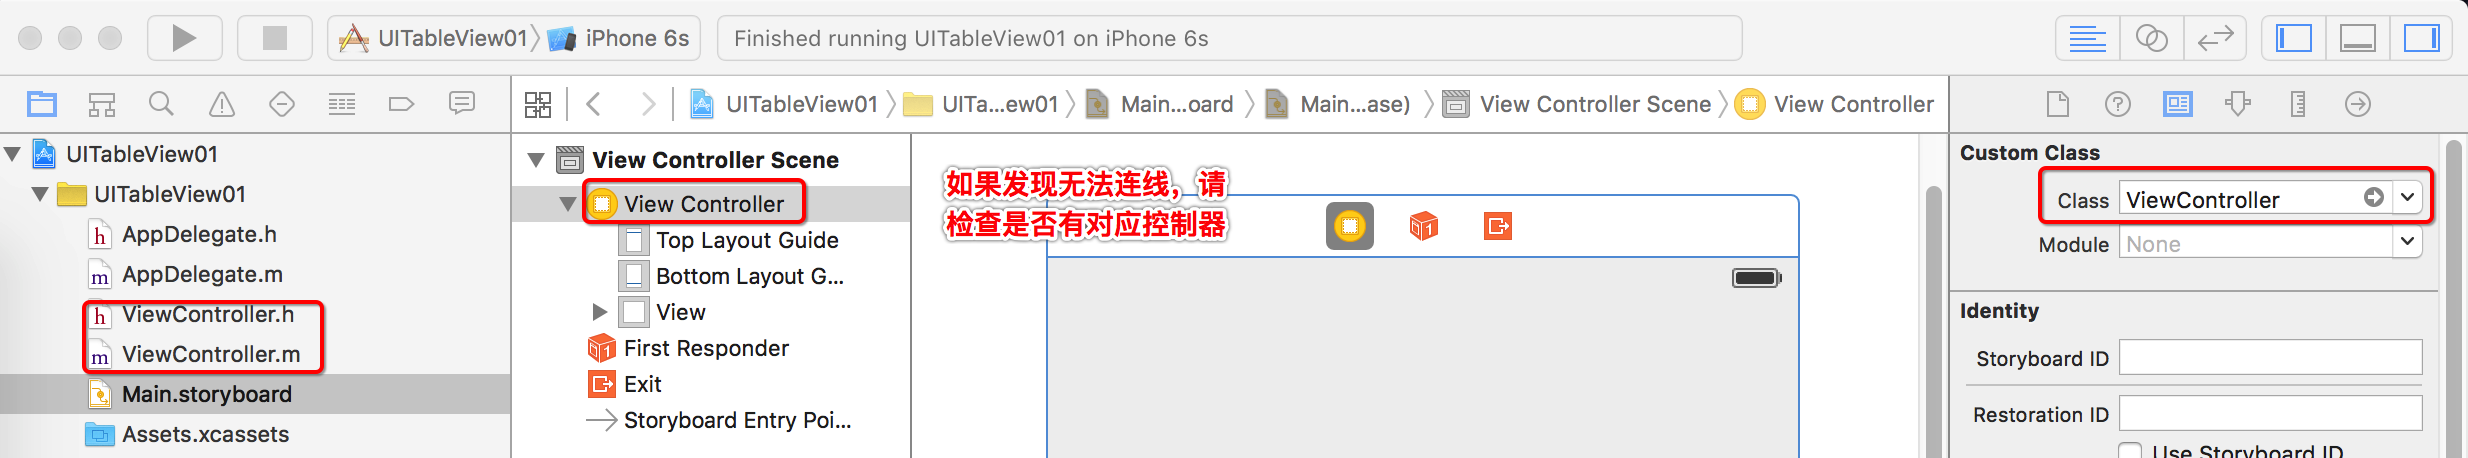 UITableView01 iPhone 6s
Finished running UITableView01 on iPhone 6s
UITableView01 UITa...ew01 Main...oard Main...ase) View Controller Scene View Controller
UITableView01
UITableView01
h AppDelegate.h
m AppDelegate.m
h ViewController.h
m ViewController.m
Main.storyboard
Assets.xcassets
View Controller Scene
View Controller
Top Layout Guide
Bottom Layout G...
View
First Responder
Exit
Storyboard Entry Poi...
如果发现无法连线，请
检查是否有对应控制器
Custom Class
Class ViewController
Module None
Identity
Storyboard ID
Restoration ID
Use Storyboard ID